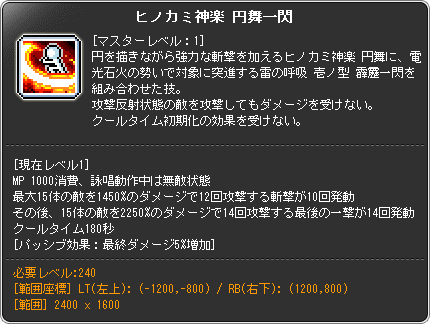 ヒノカミ神楽 円舞一閃
[マスターレベル：1]
円を描きながら強力な斬撃を加えるヒノカミ神楽 円舞に、電
光石火の勢いで対象に突進する雷の呼吸 壱ノ型 霹靂一閃を
組み合わせた技。
攻撃反射状態の敵を攻撃してもダメージを受けない。
クールタイム初期化の効果を受けない。
[現在レベル1]
MP 1000消費、詠唱動作中は無敵状態
最大15体の敵を1450%のダメージで12回攻撃する斬撃が10回発動
その後、15体の敵を2250%のダメージで14回攻撃する最後の一撃が14回発動
クールタイム180秒
[パッシブ効果：最終ダメージ5%増加]
必要レベル:240
[範囲座標] LT(左上): (-1200,-800) / RB(右下): (1200,800)
[範囲] 2400 x 1600